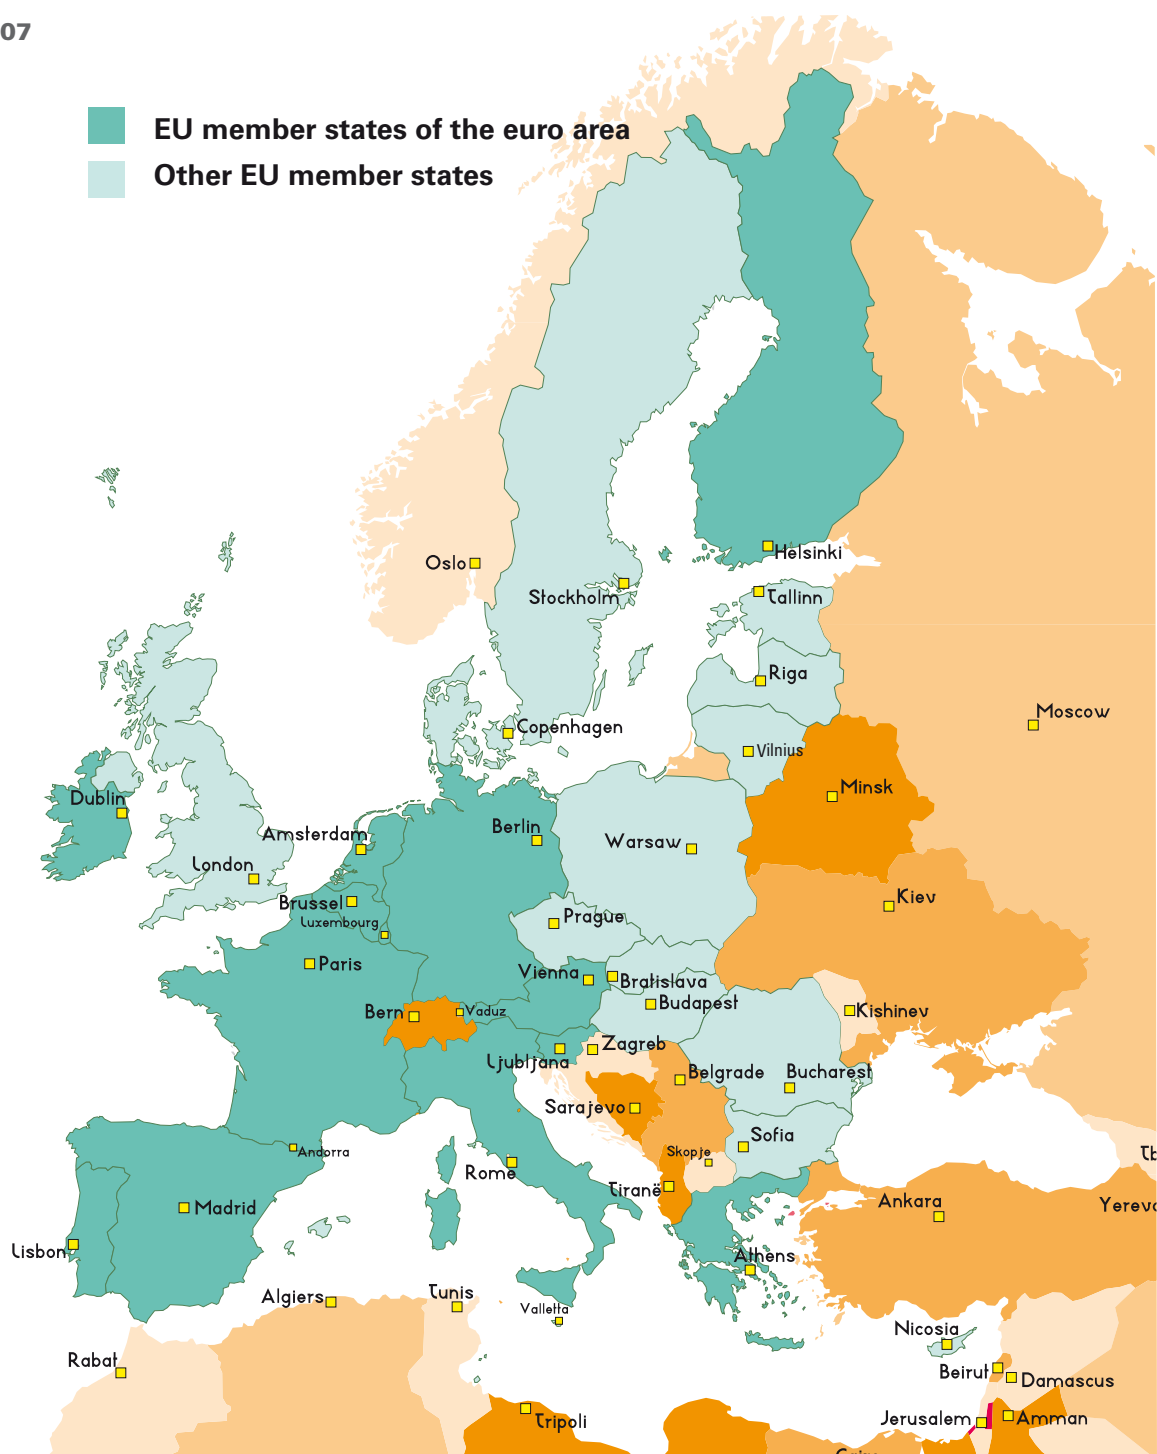 07
EU member states of the euro area
Other EU member states
Helsinki
Oslo
Stockholm
Tallinn
Riga
Moscow
Copenhagen
Vilnius
Minsk
Dublin
Amsterdam
Berlin
Warsaw
London
Brussel
Kiev
Luxembourg
Prague
Paris
Vienna
Bratislava
Budapest
Bern
Vaduz
Kishinev
Zagreb
Ljubljana
Belgrade
Bucharest
Sarajevo
Sofia
Andorra
Skopje
Tb
Rome
Tiranë
Madrid
Ankara
Yereva
Lisbon
Athens
Algiers
Tunis
Valletta
Nicosia
Rabat
Beirut
Damascus
Tripoli
Jerusalem
Amman